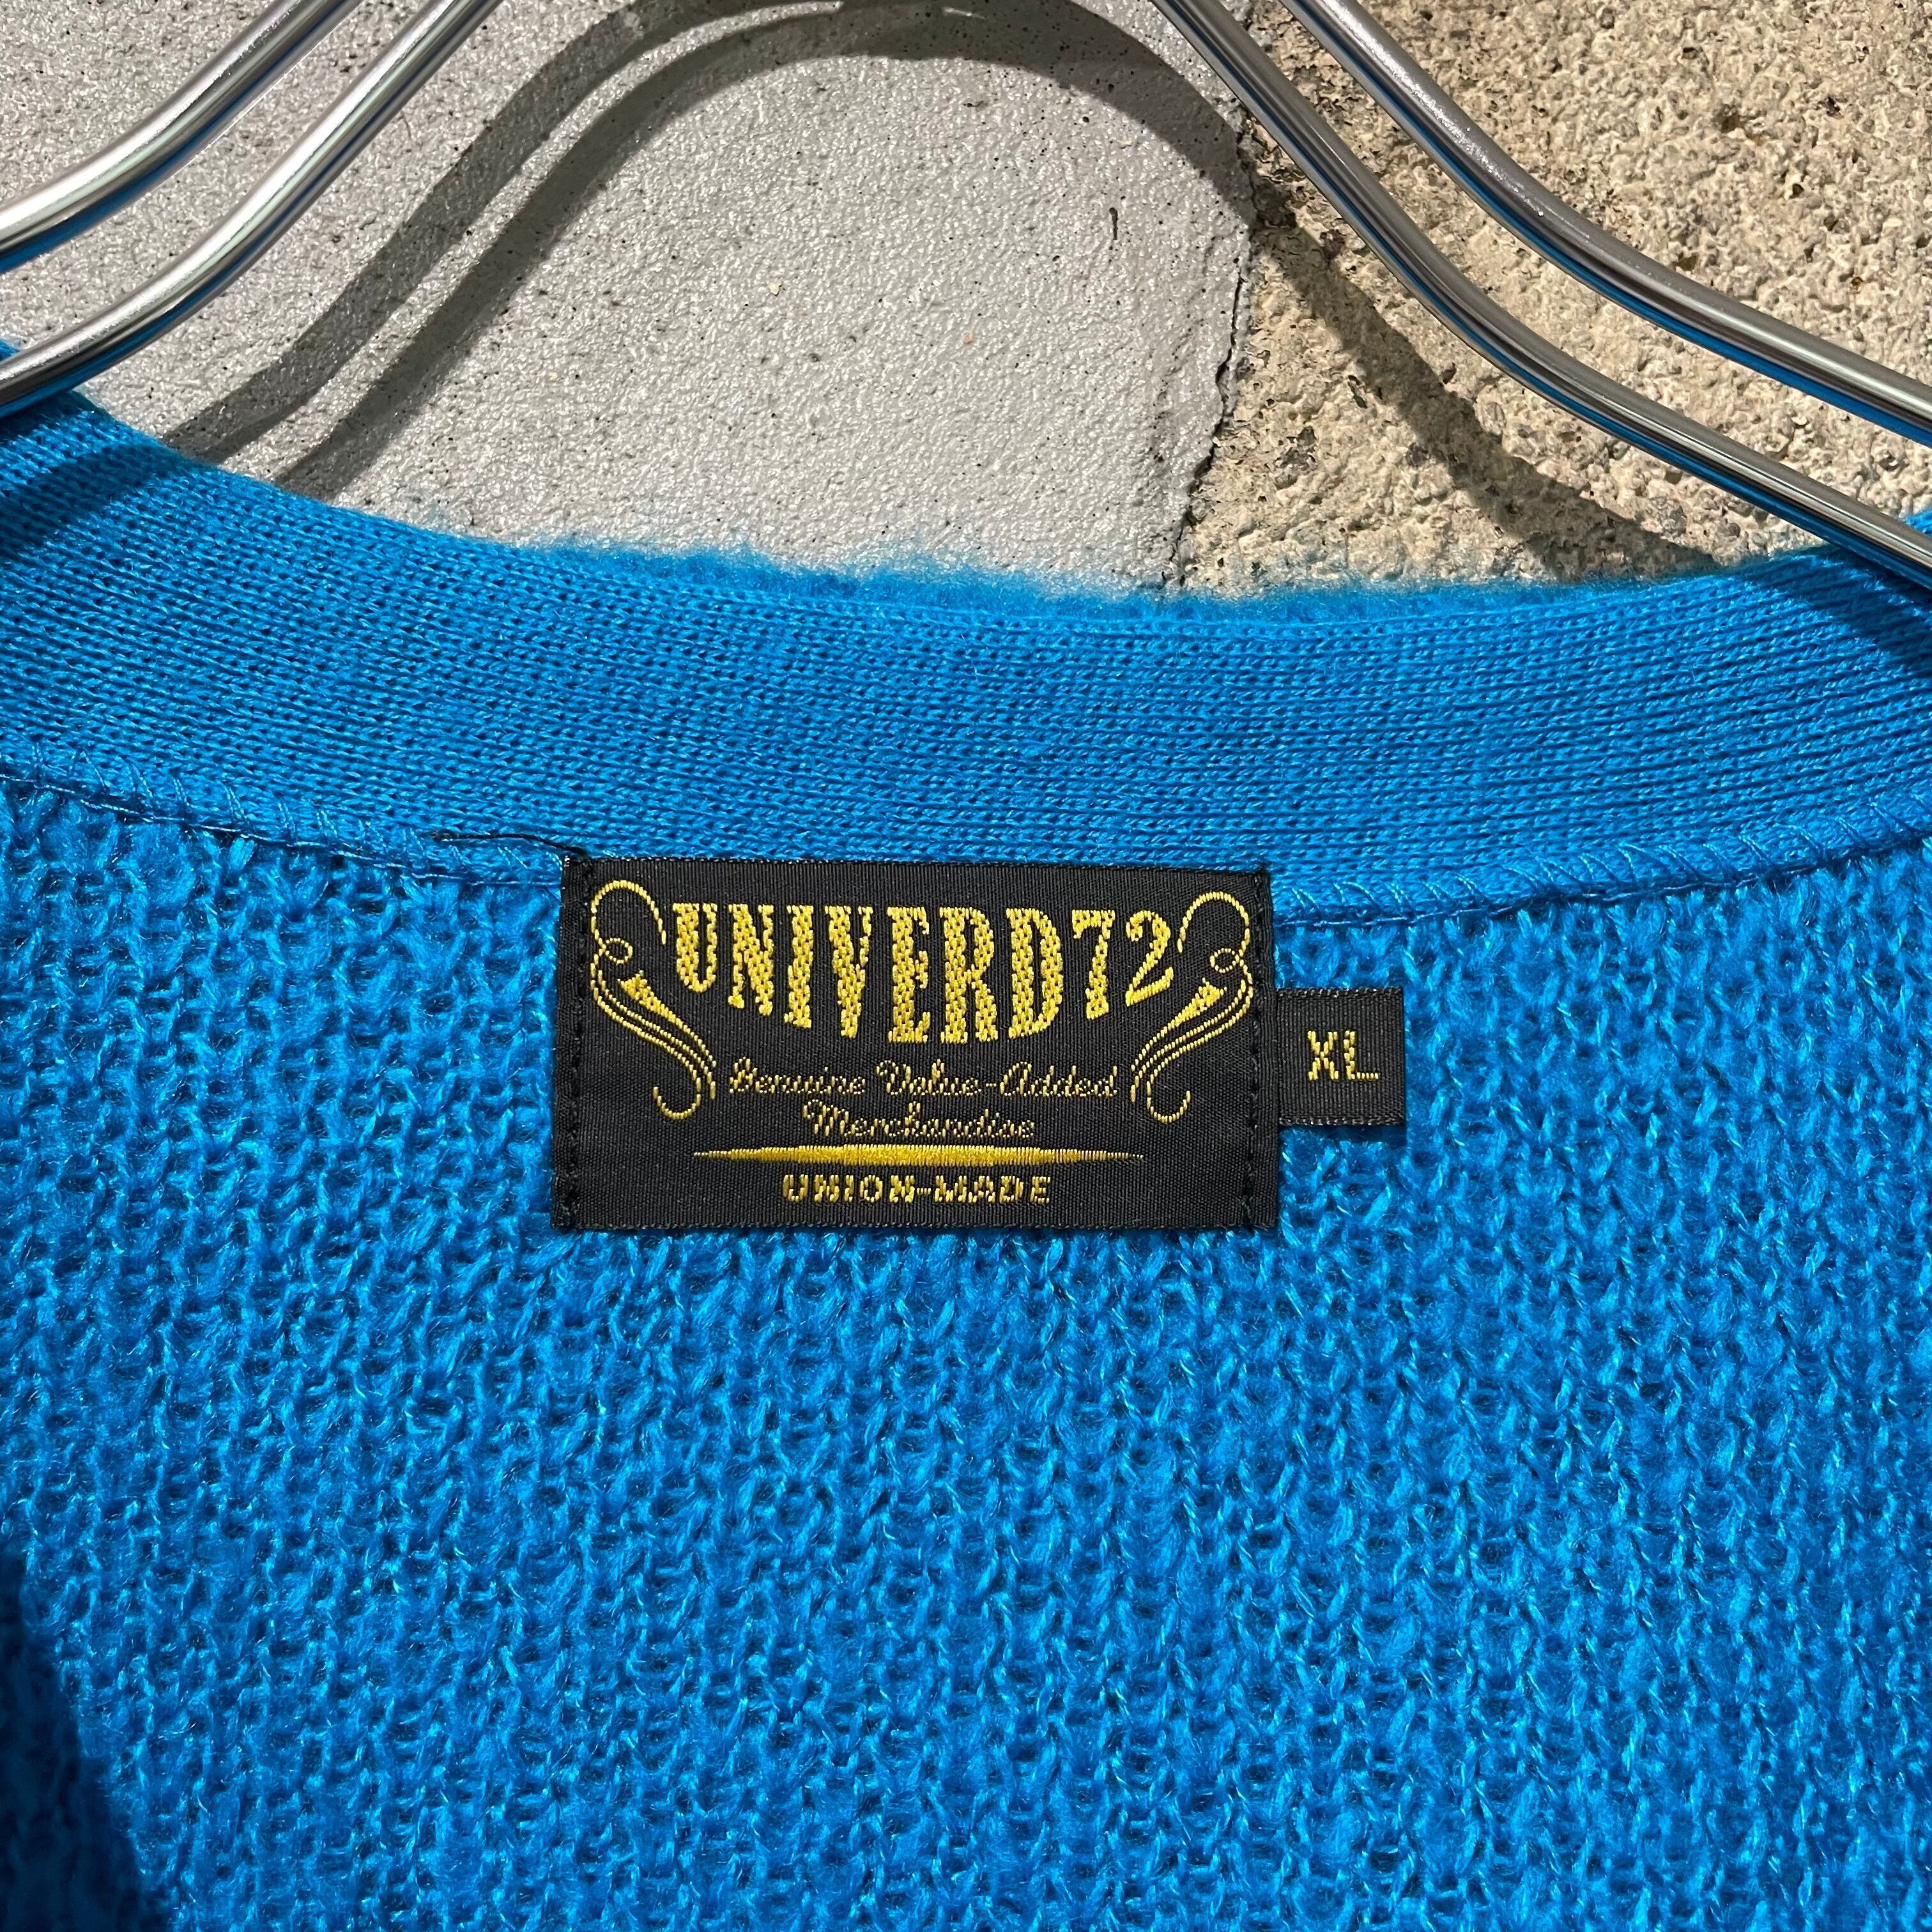 UNIVERD72
Genuine Value-Added
Merchandise
UNION-MADE
XL